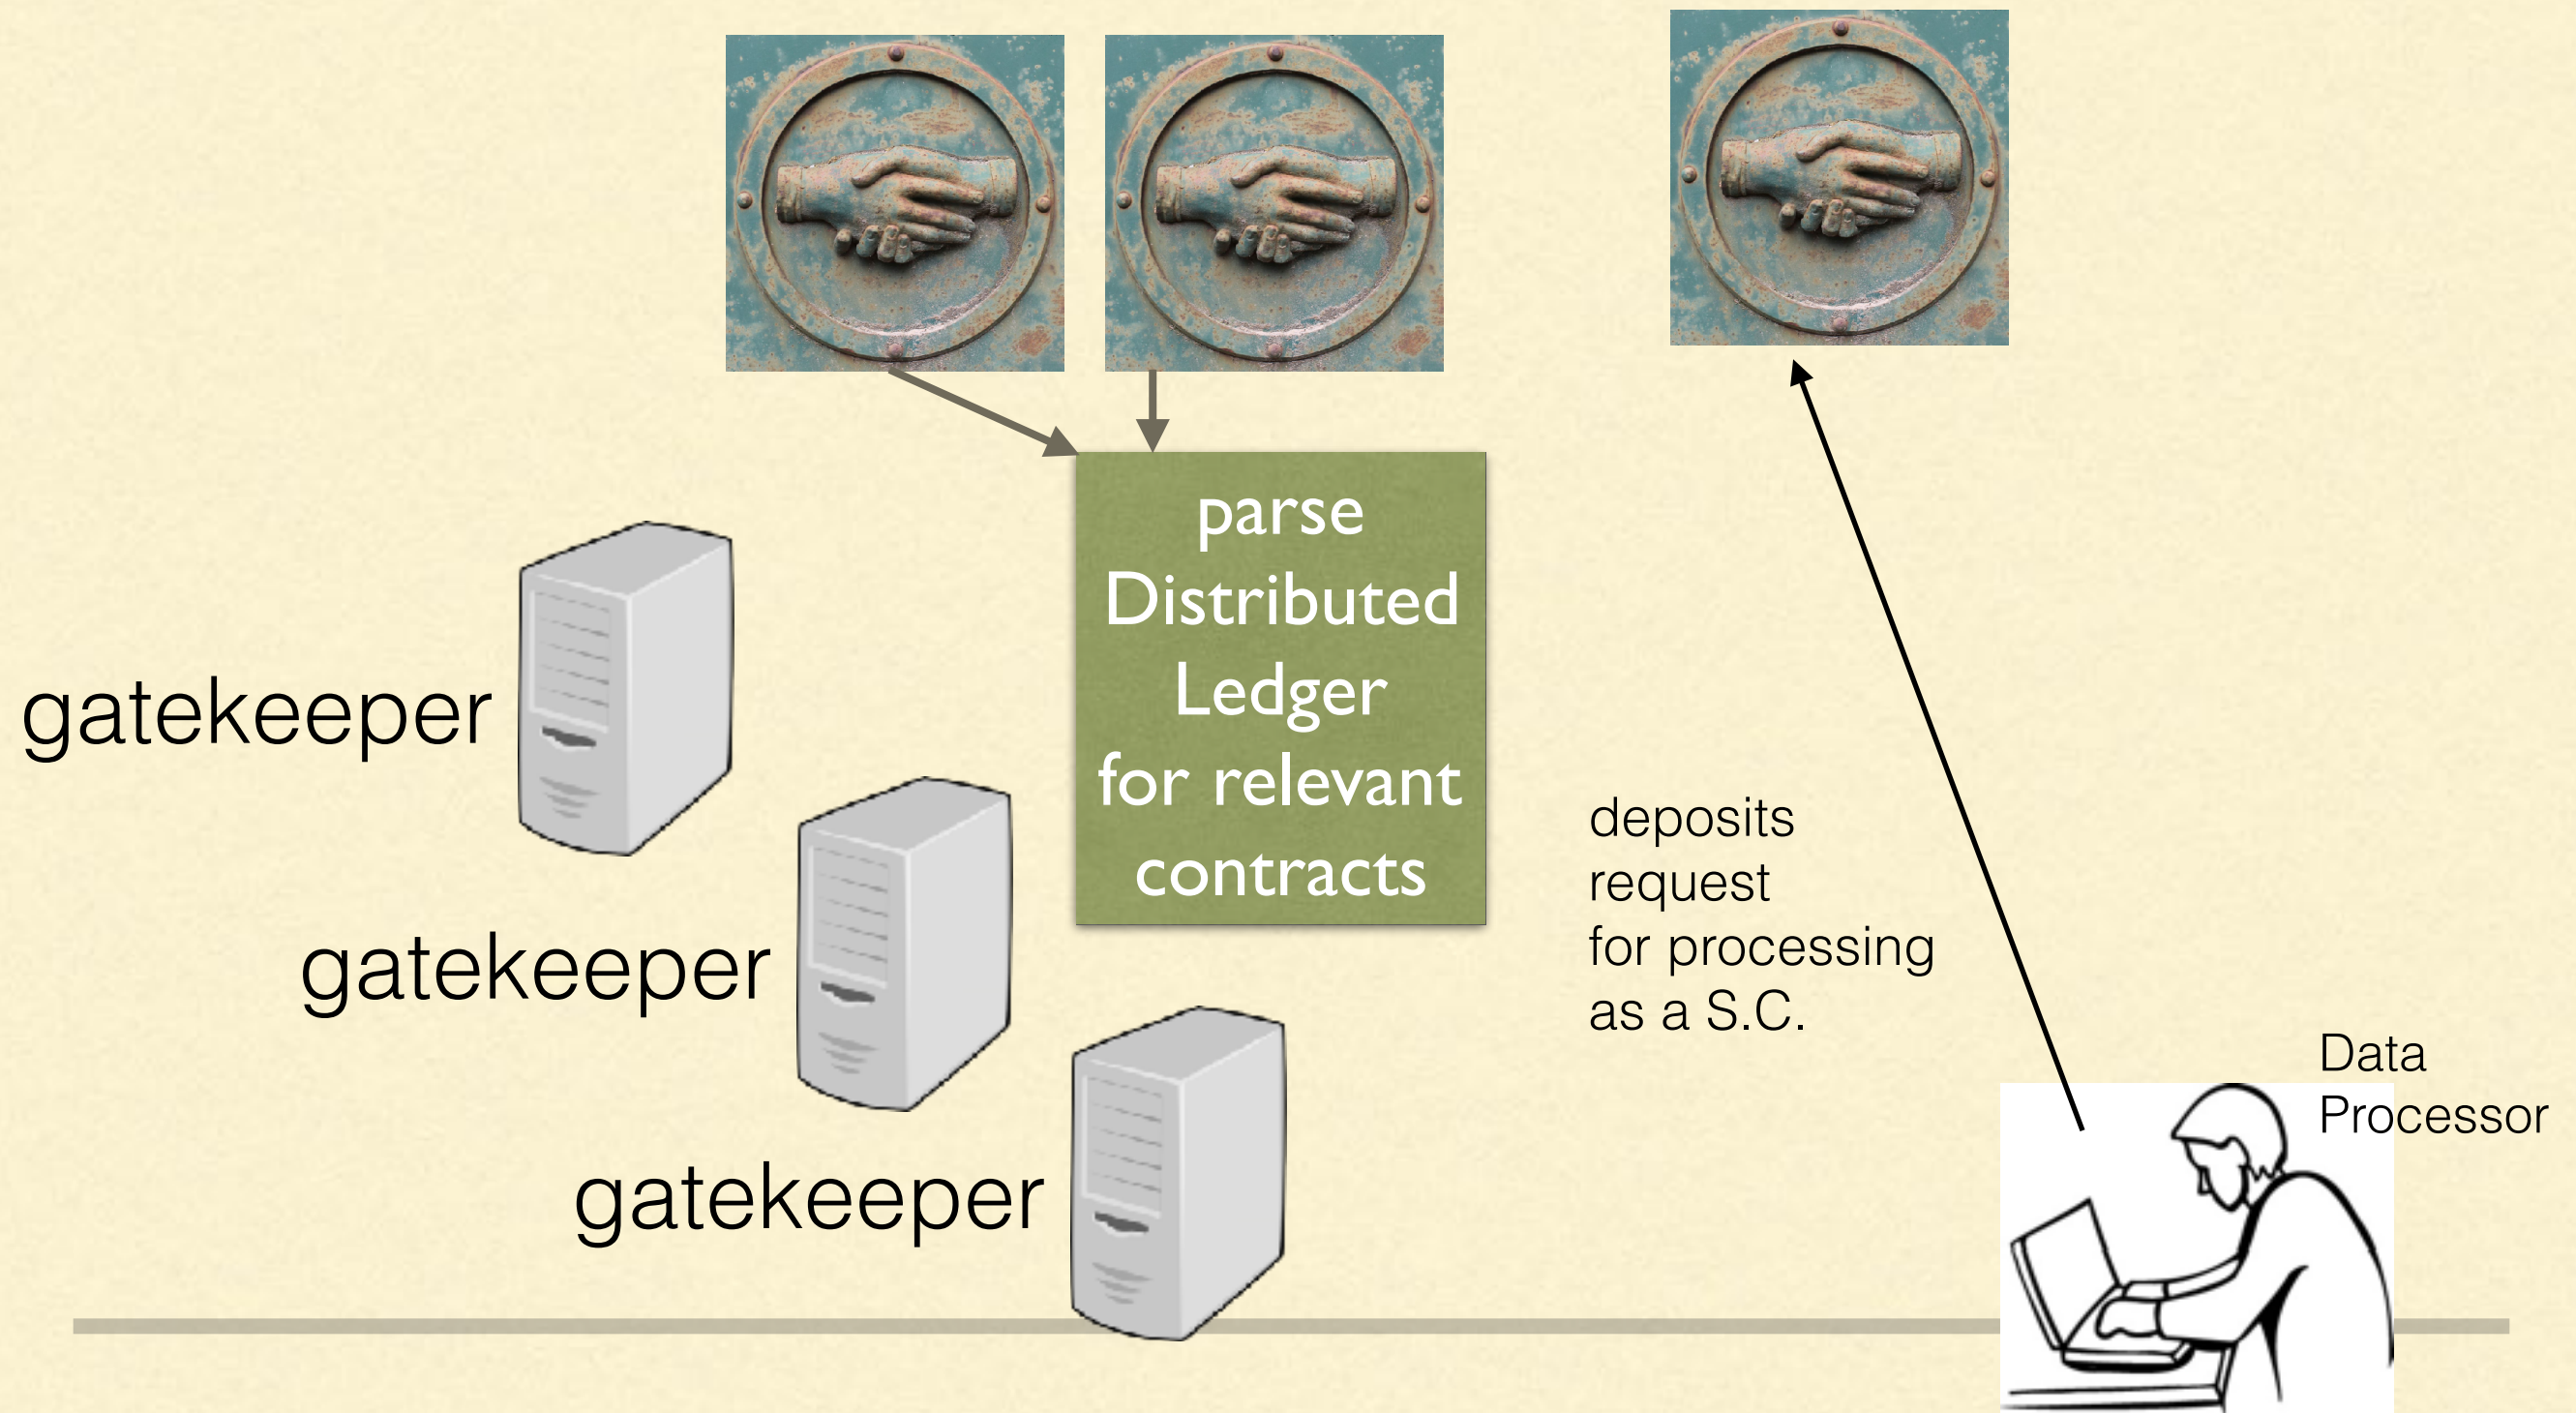 gatekeeper
gatekeeper
gatekeeper
parse
Distributed
Ledger
for relevant
contracts
deposits
request
for processing
as a S.C.
Data
Processor